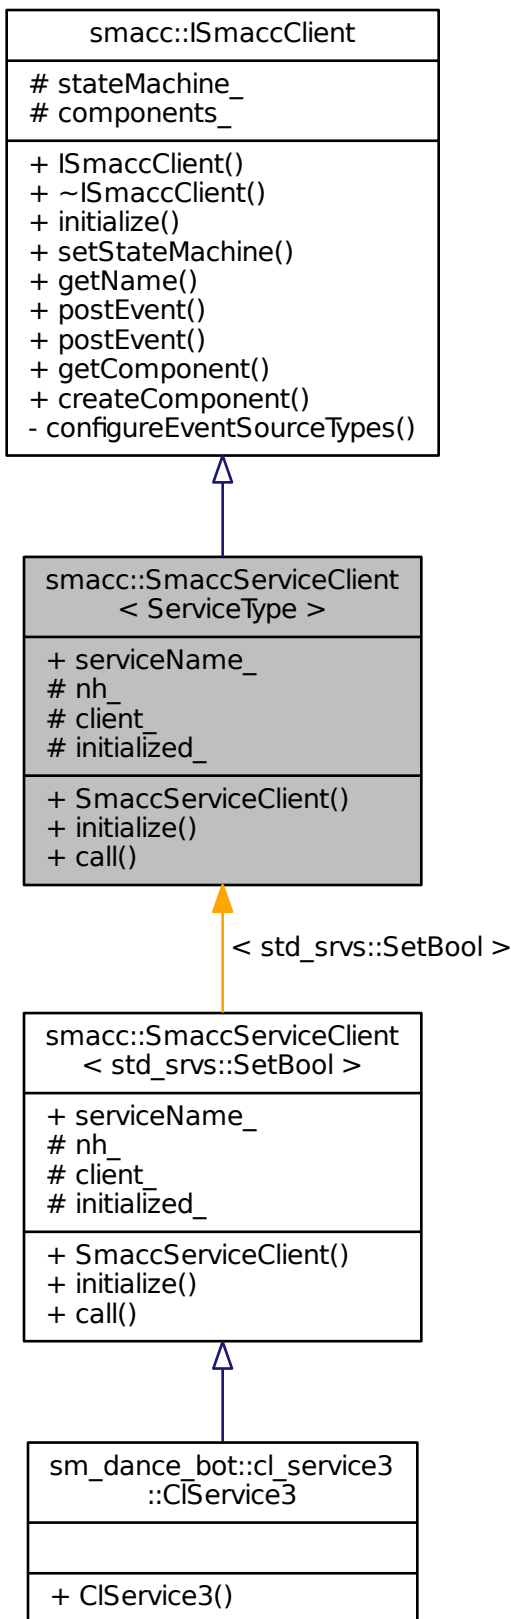 smacc::ISmaccClient
# stateMachine_
# components_
+ ISmaccClient()
+ ~ISmaccClient()
+ initialize()
+ setStateMachine()
+ getName()
+ postEvent()
+ postEvent()
+ getComponent()
+ createComponent()
- configureEventSourceTypes()
smacc::SmaccServiceClient
< ServiceType >
+ serviceName_
# nh_
# client_
# initialized_
+ SmaccServiceClient()
+ initialize()
+ call()
< std_srvs::SetBool >
smacc::SmaccServiceClient
< std_srvs::SetBool >
+ serviceName_
# nh_
# client_
# initialized_
+ SmaccServiceClient()
+ initialize()
+ call()
sm_dance_bot::cl_service3
::ClService3
+ ClService3()